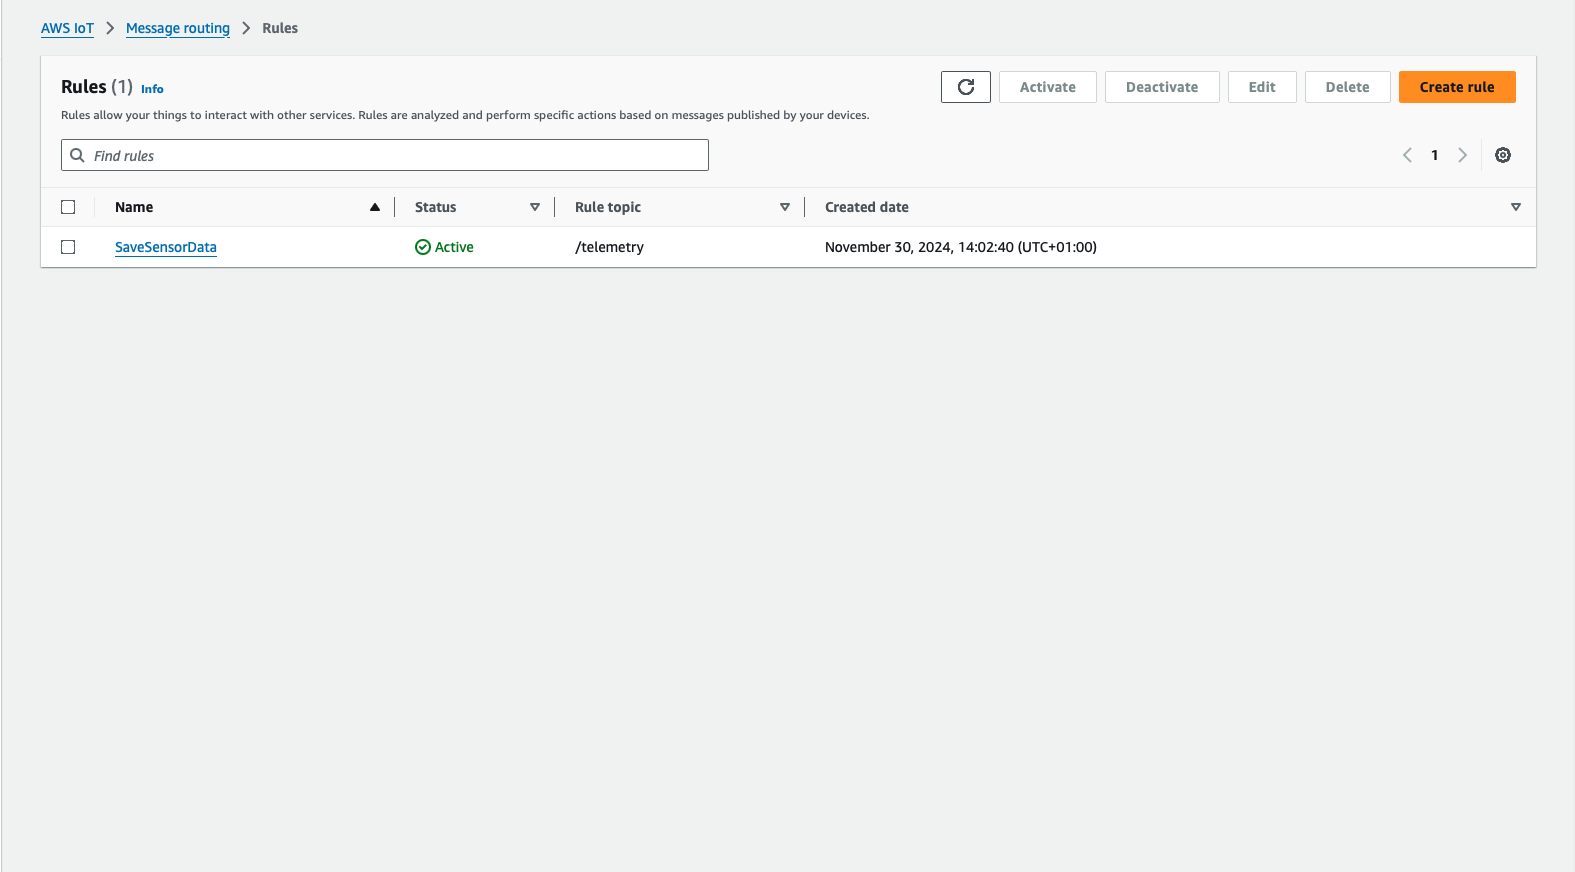 AWS IoT > Message routing > Rules
Rules (1) Info
Activate Deactivate Edit Delete Create rule
Rules allow your things to interact with other services. Rules are analyzed and perform specific actions based on messages published by your devices.
Find rules
1
Name Status Rule topic Created date
SaveSensorData Active /telemetry November 30, 2024, 14:02:40 (UTC+01:00)